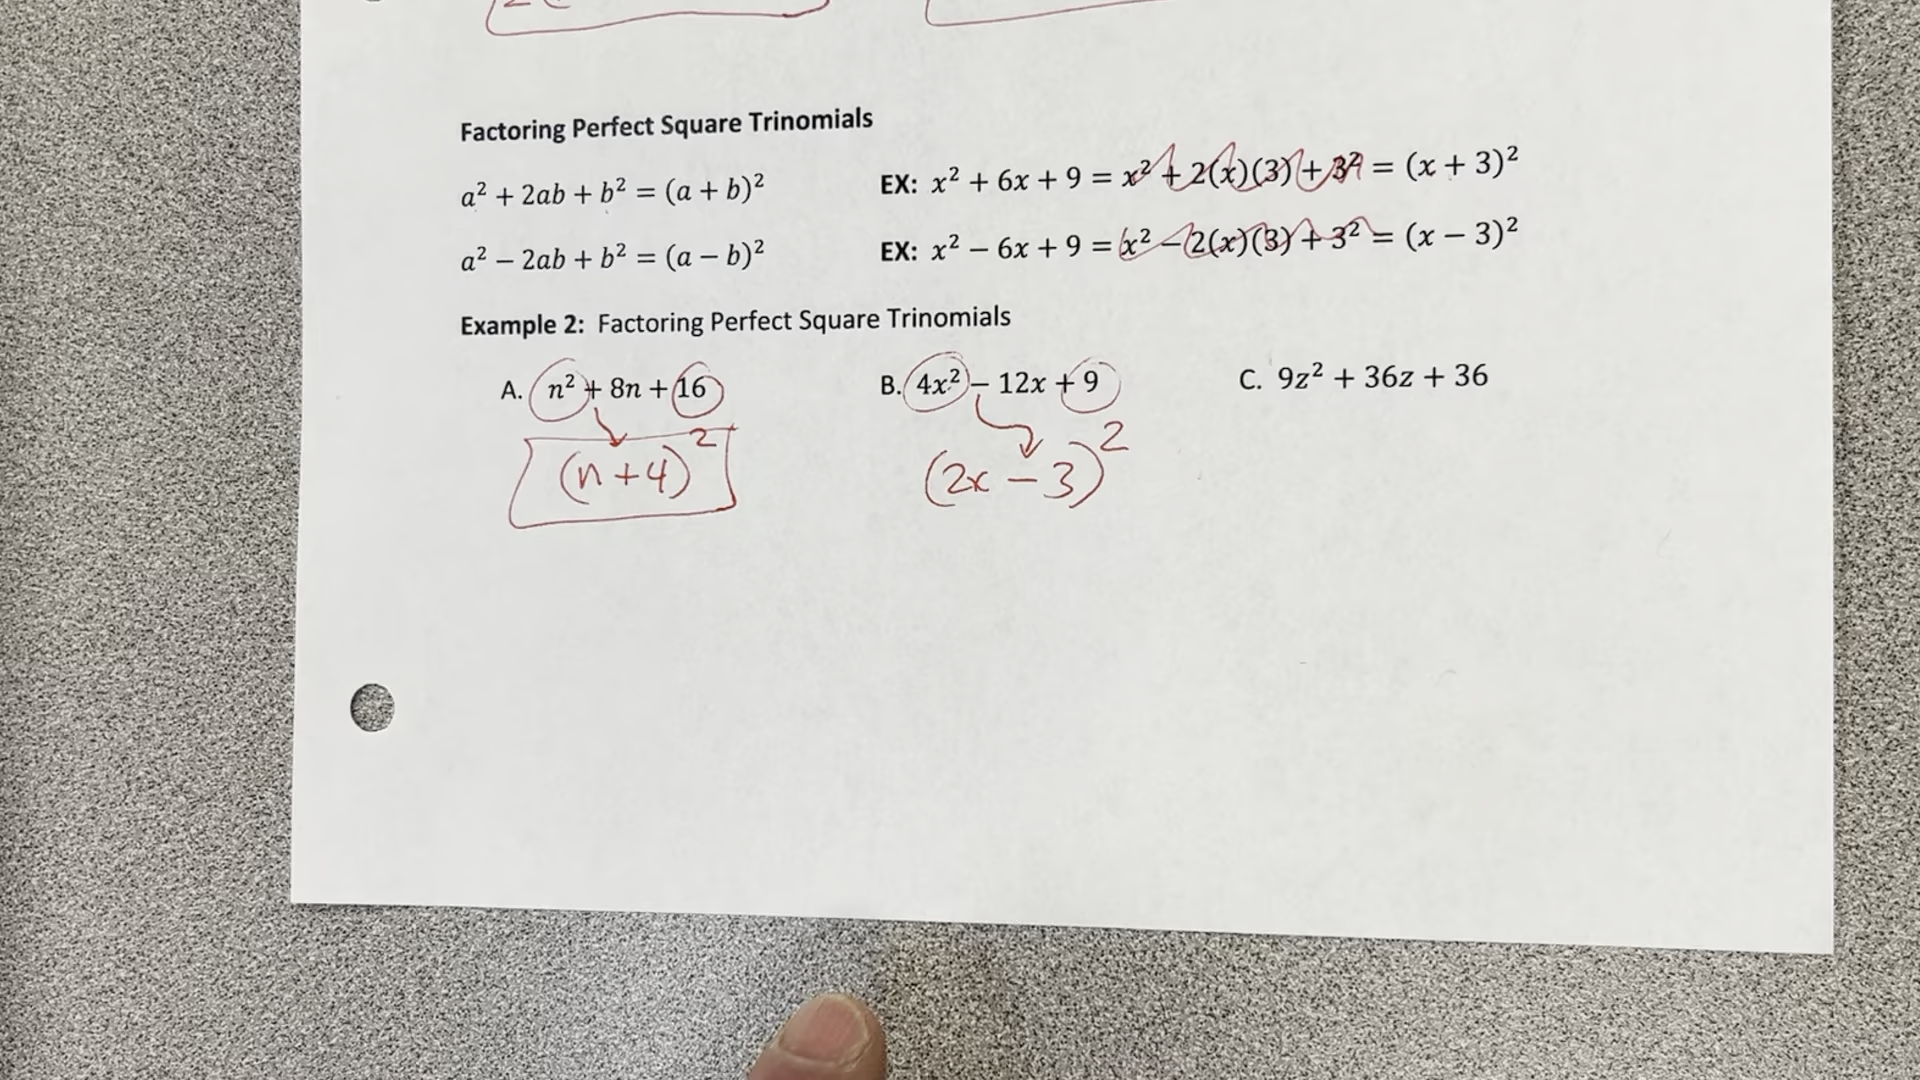 Factoring Perfect Square Trinomials
a² + 2ab + b² = (a + b)² EX: x² + 6x + 9 = x² + 2(x)(3) + 3² = (x + 3)²
a² − 2ab + b² = (a − b)² EX: x² − 6x + 9 = x² − 2(x)(3) + 3² = (x − 3)²
Example 2: Factoring Perfect Square Trinomials
A. n² + 8n + 16 B. 4x² − 12x + 9 C. 9z² + 36z + 36
(n + 4)² (2x − 3)²